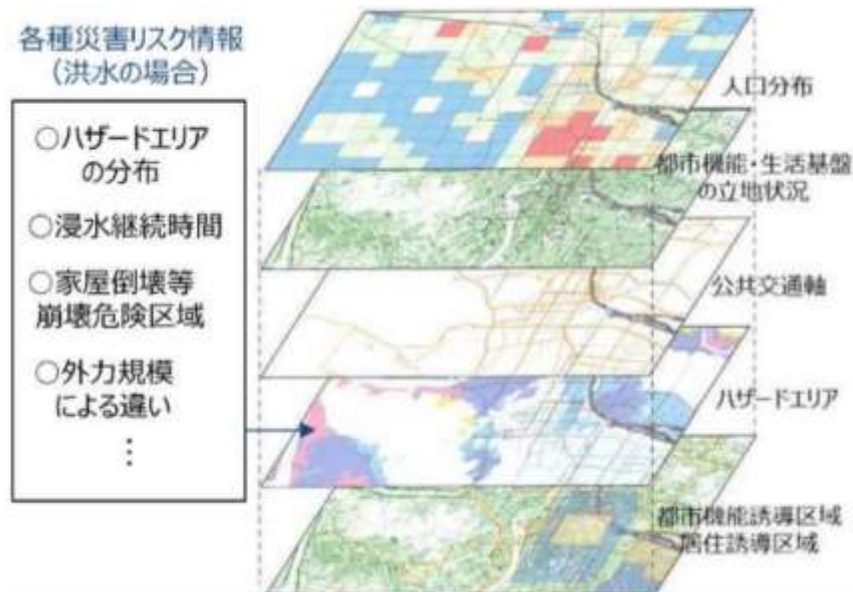 各種災害リスク情報
（洪水の場合）
○ハザードエリア
の分布
○浸水継続時間
○家屋倒壊等
崩壊危険区域
○外力規模
による違い
⋮
人口分布
都市機能・生活基盤
の立地状況
公共交通軸
ハザードエリア
都市機能誘導区域
居住誘導区域